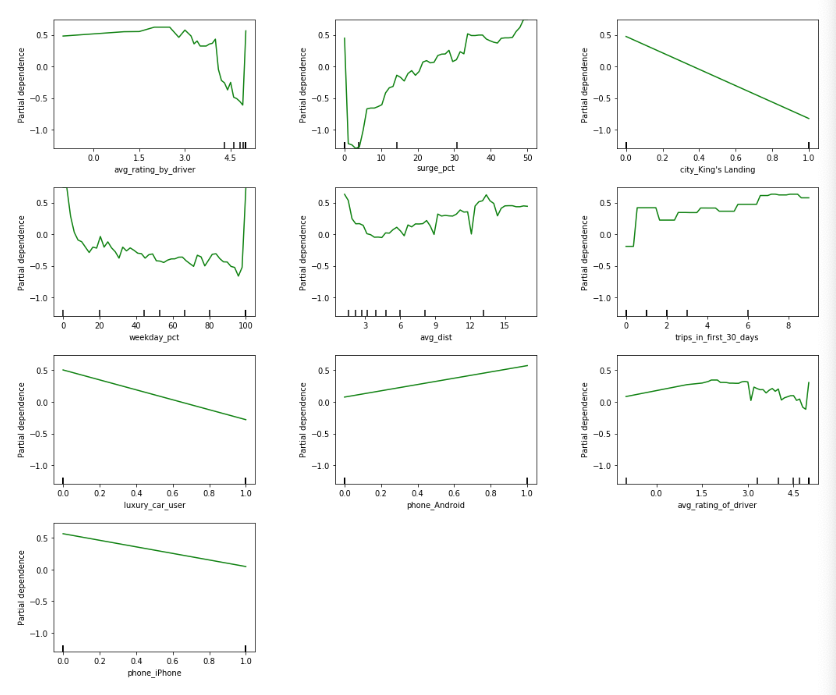 Partial dependence
0.5
0.0
−0.5
−1.0
0.0 1.5 3.0 4.5
avg_rating_by_driver
Partial dependence
0.5
0.0
−0.5
−1.0
0 10 20 30 40 50
surge_pct
Partial dependence
0.5
0.0
−0.5
−1.0
0.0 0.2 0.4 0.6 0.8 1.0
city_King's Landing
Partial dependence
0.5
0.0
−0.5
−1.0
0 20 40 60 80 100
weekday_pct
Partial dependence
0.5
0.0
−0.5
−1.0
3 6 9 12 15
avg_dist
Partial dependence
0.5
0.0
−0.5
−1.0
0 2 4 6 8
trips_in_first_30_days
Partial dependence
0.5
0.0
−0.5
−1.0
0.0 0.2 0.4 0.6 0.8 1.0
luxury_car_user
Partial dependence
0.5
0.0
−0.5
−1.0
0.0 0.2 0.4 0.6 0.8 1.0
phone_Android
Partial dependence
0.5
0.0
−0.5
−1.0
0.0 1.5 3.0 4.5
avg_rating_of_driver
Partial dependence
0.5
0.0
−0.5
−1.0
0.0 0.2 0.4 0.6 0.8 1.0
phone_iPhone